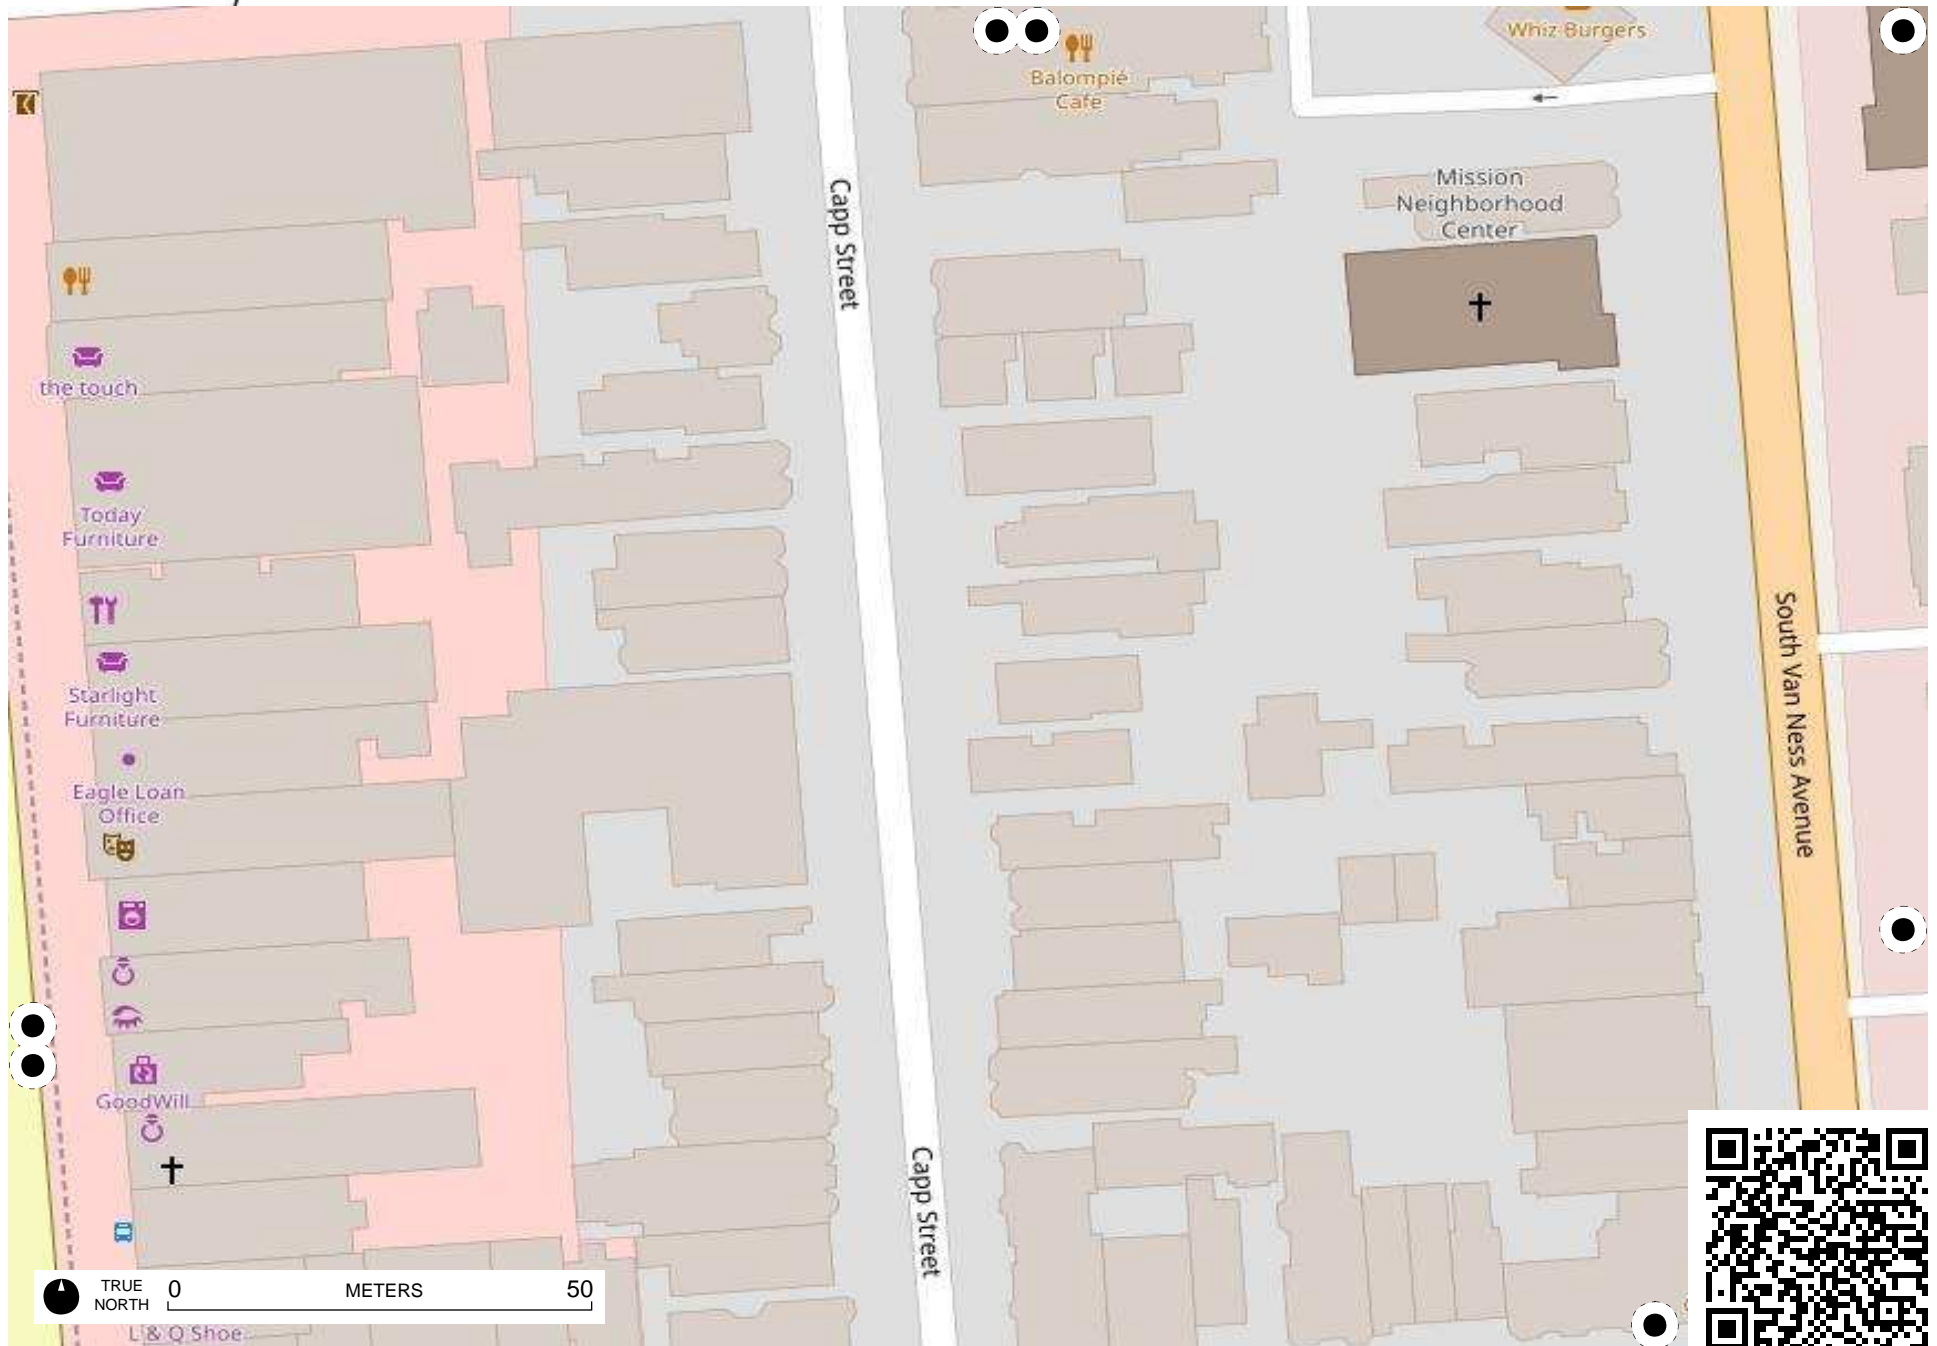 Whiz Burgers
Balompié
Cafe
Capp Street
Mission
Neighborhood
Center
the touch
Today
Furniture
South Van Ness Avenue
Starlight
Furniture
Eagle Loan
Office
GoodWill
Capp Street
TRUE
NORTH
0 METERS 50
L & Q Shoe